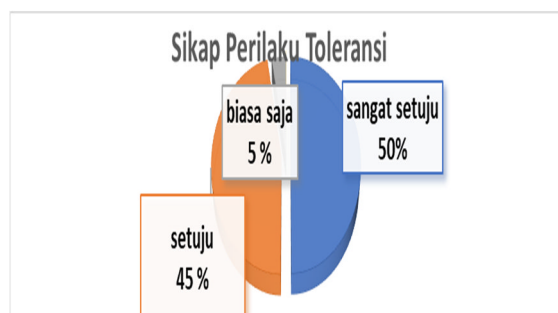 Sikap Perilaku Toleransi
biasa saja
5 %
sangat setuju
50%
setuju
45 %